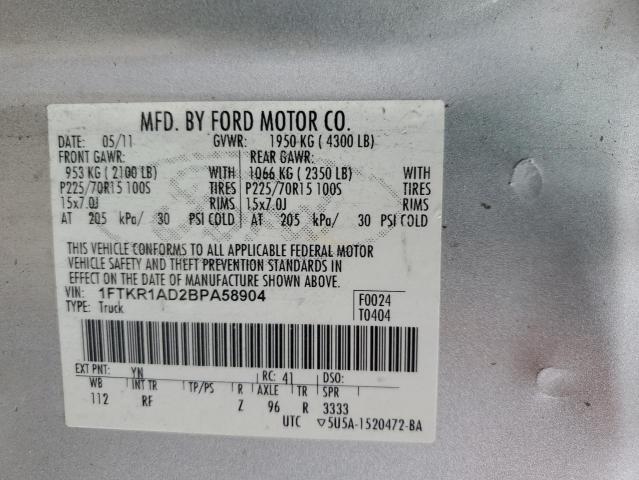 MFD. BY FORD MOTOR CO.
DATE: 05/11 GVWR: 1950 KG ( 4300 LB)
FRONT GAWR: REAR GAWR:
953 KG ( 2100 LB) WITH 1066 KG ( 2350 LB) WITH
P225/70R15 100S TIRES P225/70R15 100S TIRES
15x7.0J RIMS 15x7.0J RIMS
AT 205 kPa/ 30 PSI COLD AT 205 kPa/ 30 PSI COLD
THIS VEHICLE CONFORMS TO ALL APPLICABLE FEDERAL MOTOR
VEHICLE SAFETY AND THEFT PREVENTION STANDARDS IN
EFFECT ON THE DATE OF MANUFACTURE SHOWN ABOVE.
VIN: 1FTKR1AD2BPA58904 F0024
TYPE: Truck T0404
EXT PNT: YN RC: 41 DSO:
WB INT TR TP/PS R AXLE TR SPR
112 RF Z 96 R 3333
UTC ▽5U5A-1520472-BA